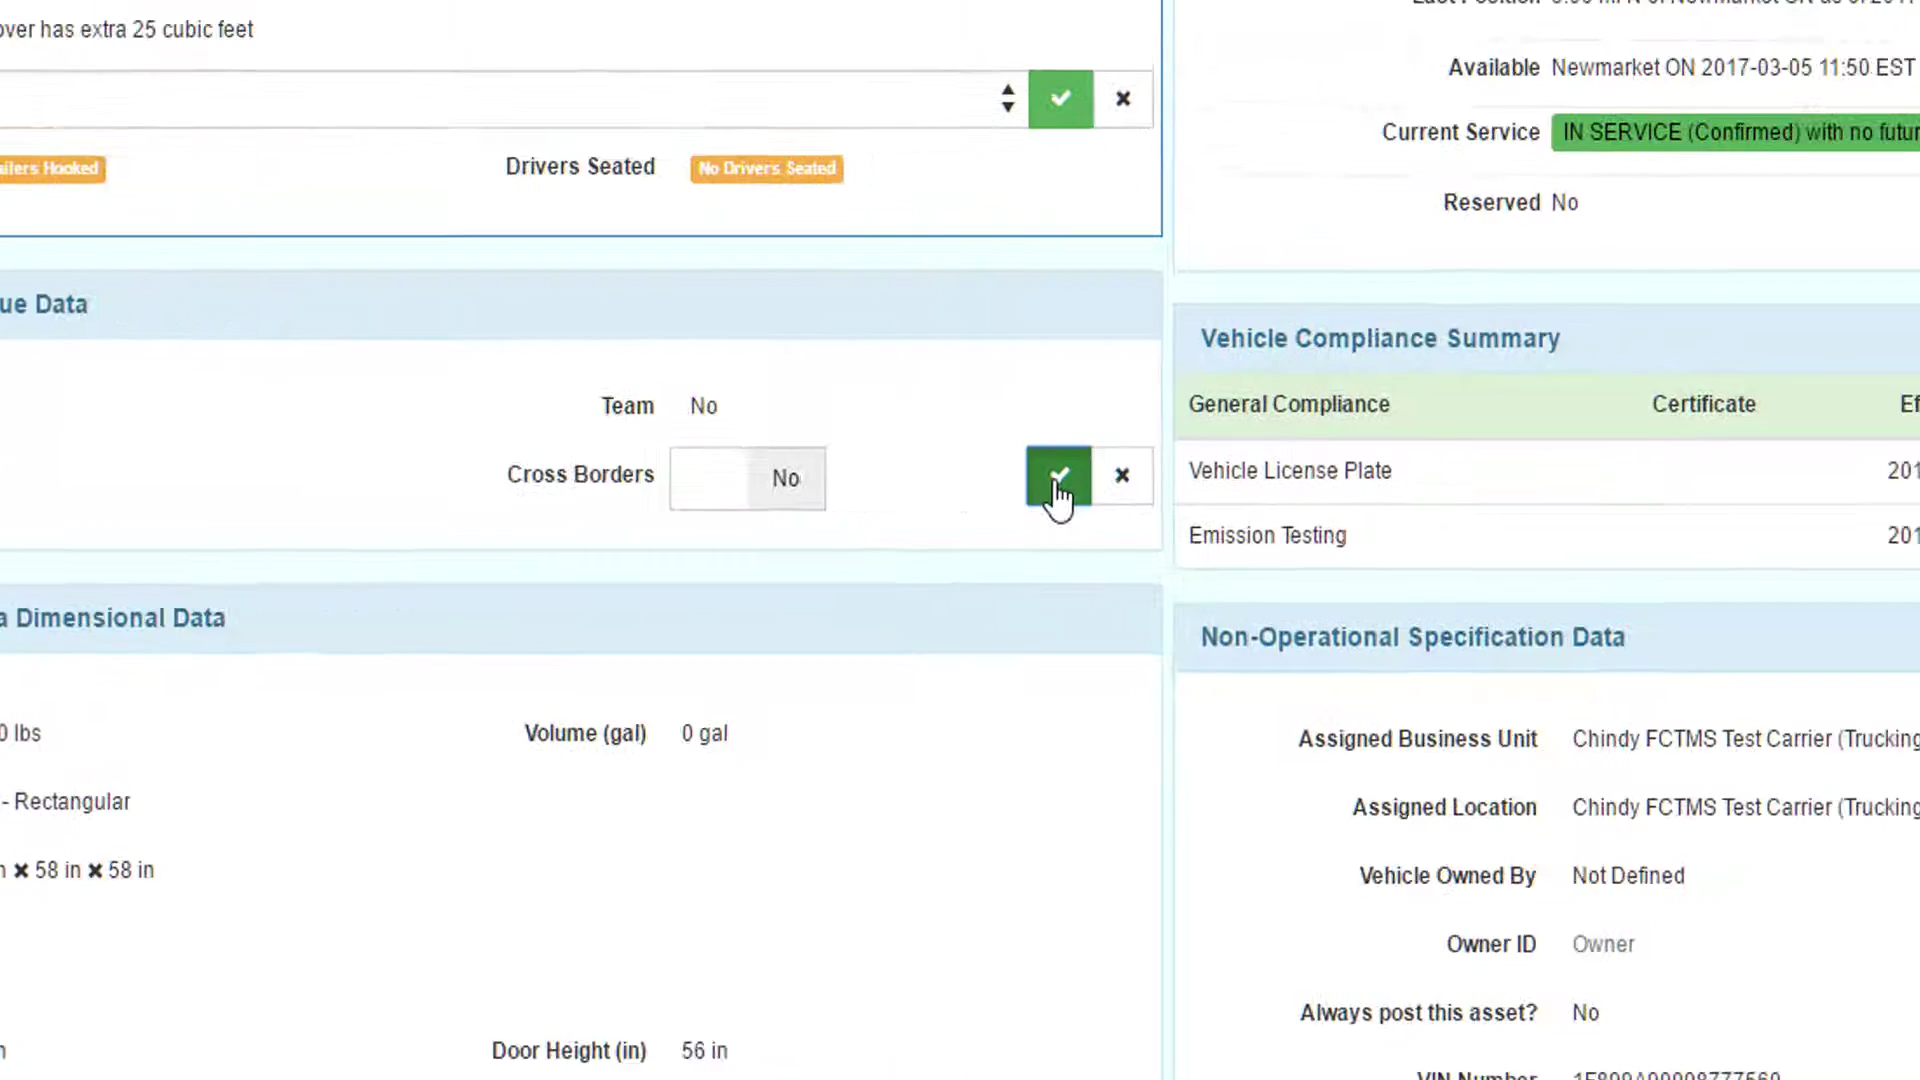 over has extra 25 cubic feet
ailers Hooked
Drivers Seated No Drivers Seated
ue Data
Team No
Cross Borders No
a Dimensional Data
0 lbs
Volume (gal) 0 gal
- Rectangular
58 in ✖ 58 in
Door Height (in) 56 in
Available Newmarket ON 2017-03-05 11:50 EST
Current Service IN SERVICE (Confirmed) with no futur
Reserved No
Vehicle Compliance Summary
General Compliance Certificate Ef
Vehicle License Plate 201
Emission Testing 201
Non-Operational Specification Data
Assigned Business Unit Chindy FCTMS Test Carrier (Trucking
Assigned Location Chindy FCTMS Test Carrier (Trucking
Vehicle Owned By Not Defined
Owner ID Owner
Always post this asset? No
VIN Number